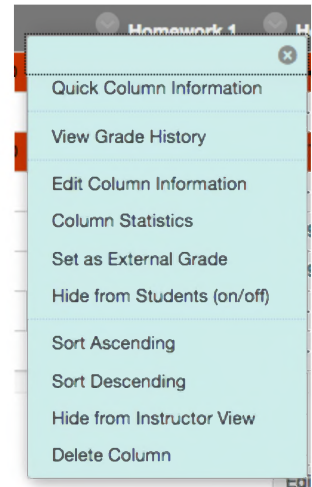 Homework 1
Quick Column Information
View Grade History
Edit Column Information
Column Statistics
Set as External Grade
Hide from Students (on/off)
Sort Ascending
Sort Descending
Hide from Instructor View
Delete Column